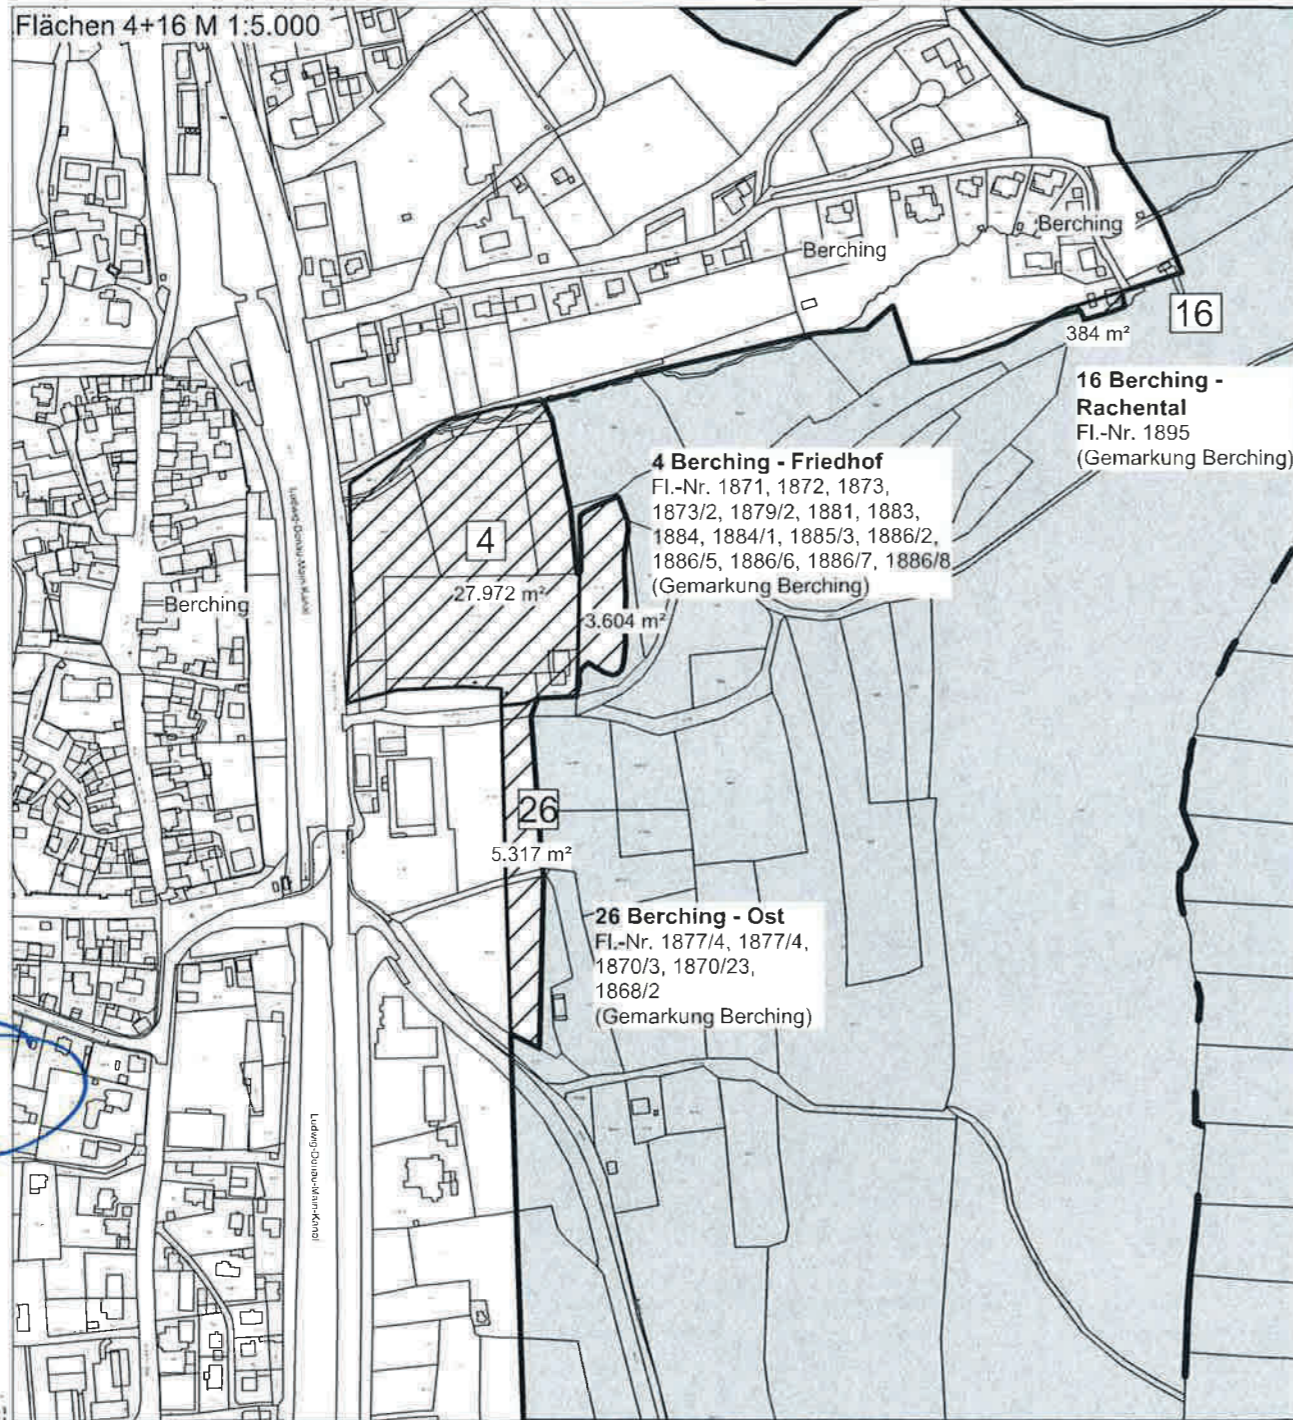 Flächen 4+16 M 1:5.000
Berching
Berching
16
384 m²
16 Berching -
Rachental
Fl.-Nr. 1895
(Gemarkung Berching)
4 Berching - Friedhof
Fl.-Nr. 1871, 1872, 1873,
1873/2, 1879/2, 1881, 1883,
1884, 1884/1, 1885/3, 1886/2,
1886/5, 1886/6, 1886/7, 1886/8
(Gemarkung Berching)
4
27.972 m²
3.604 m²
Ludwig-Donau-Main-Kanal
Berching
26
5.317 m²
26 Berching - Ost
Fl.-Nr. 1877/4, 1877/4,
1870/3, 1870/23,
1868/2
(Gemarkung Berching)
Ludwig-Donau-Main-Kanal